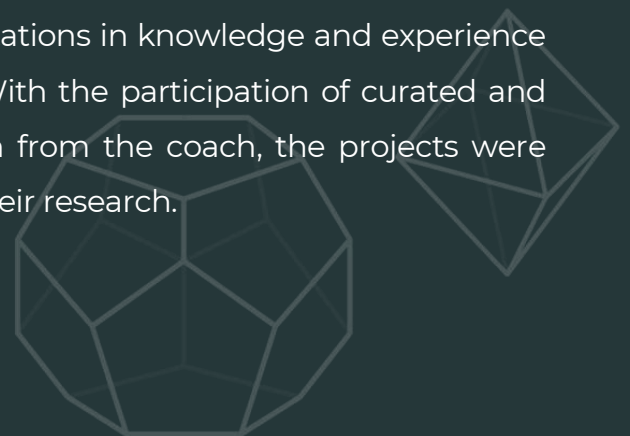 ations in knowledge and experience
With the participation of curated and
from the coach, the projects were
eir research.